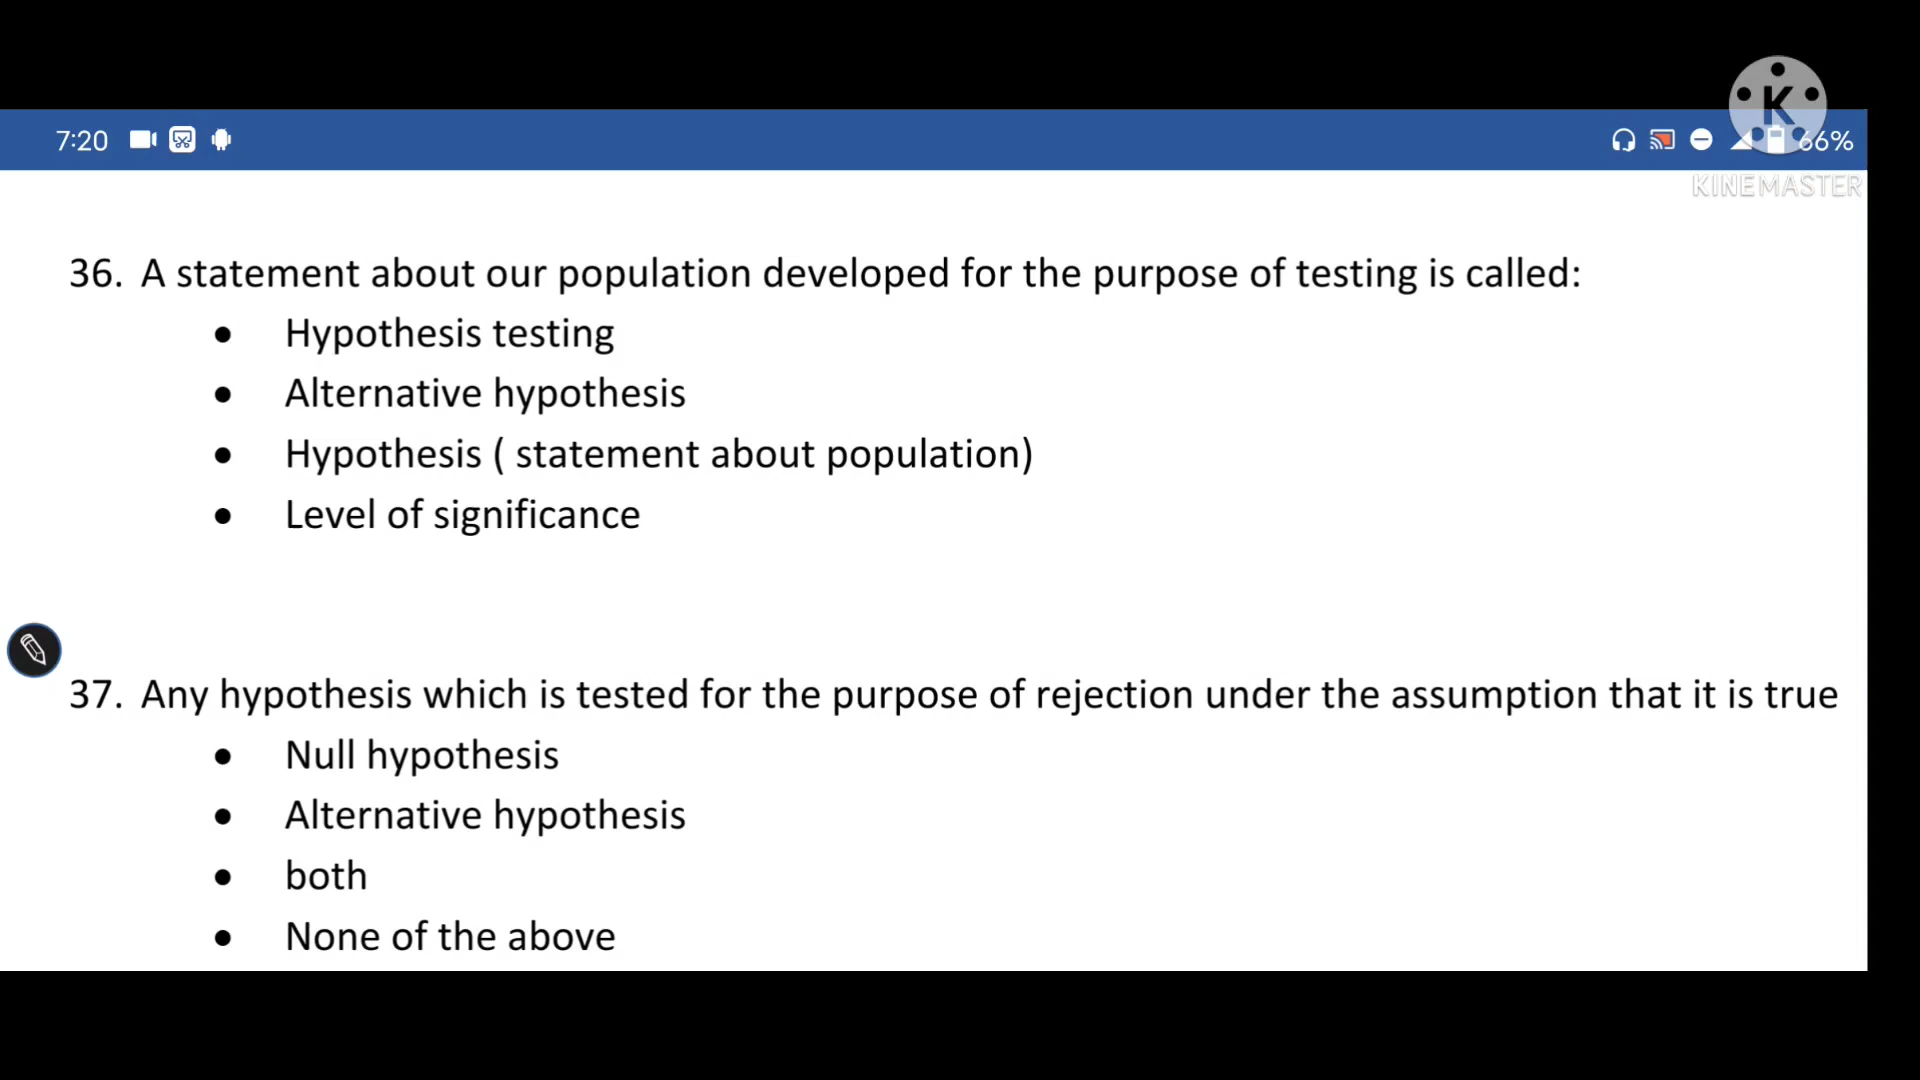 7:20
66%
K
KINEMASTER
36. A statement about our population developed for the purpose of testing is called:
• Hypothesis testing
• Alternative hypothesis
• Hypothesis ( statement about population)
• Level of significance
37. Any hypothesis which is tested for the purpose of rejection under the assumption that it is true
• Null hypothesis
• Alternative hypothesis
• both
• None of the above